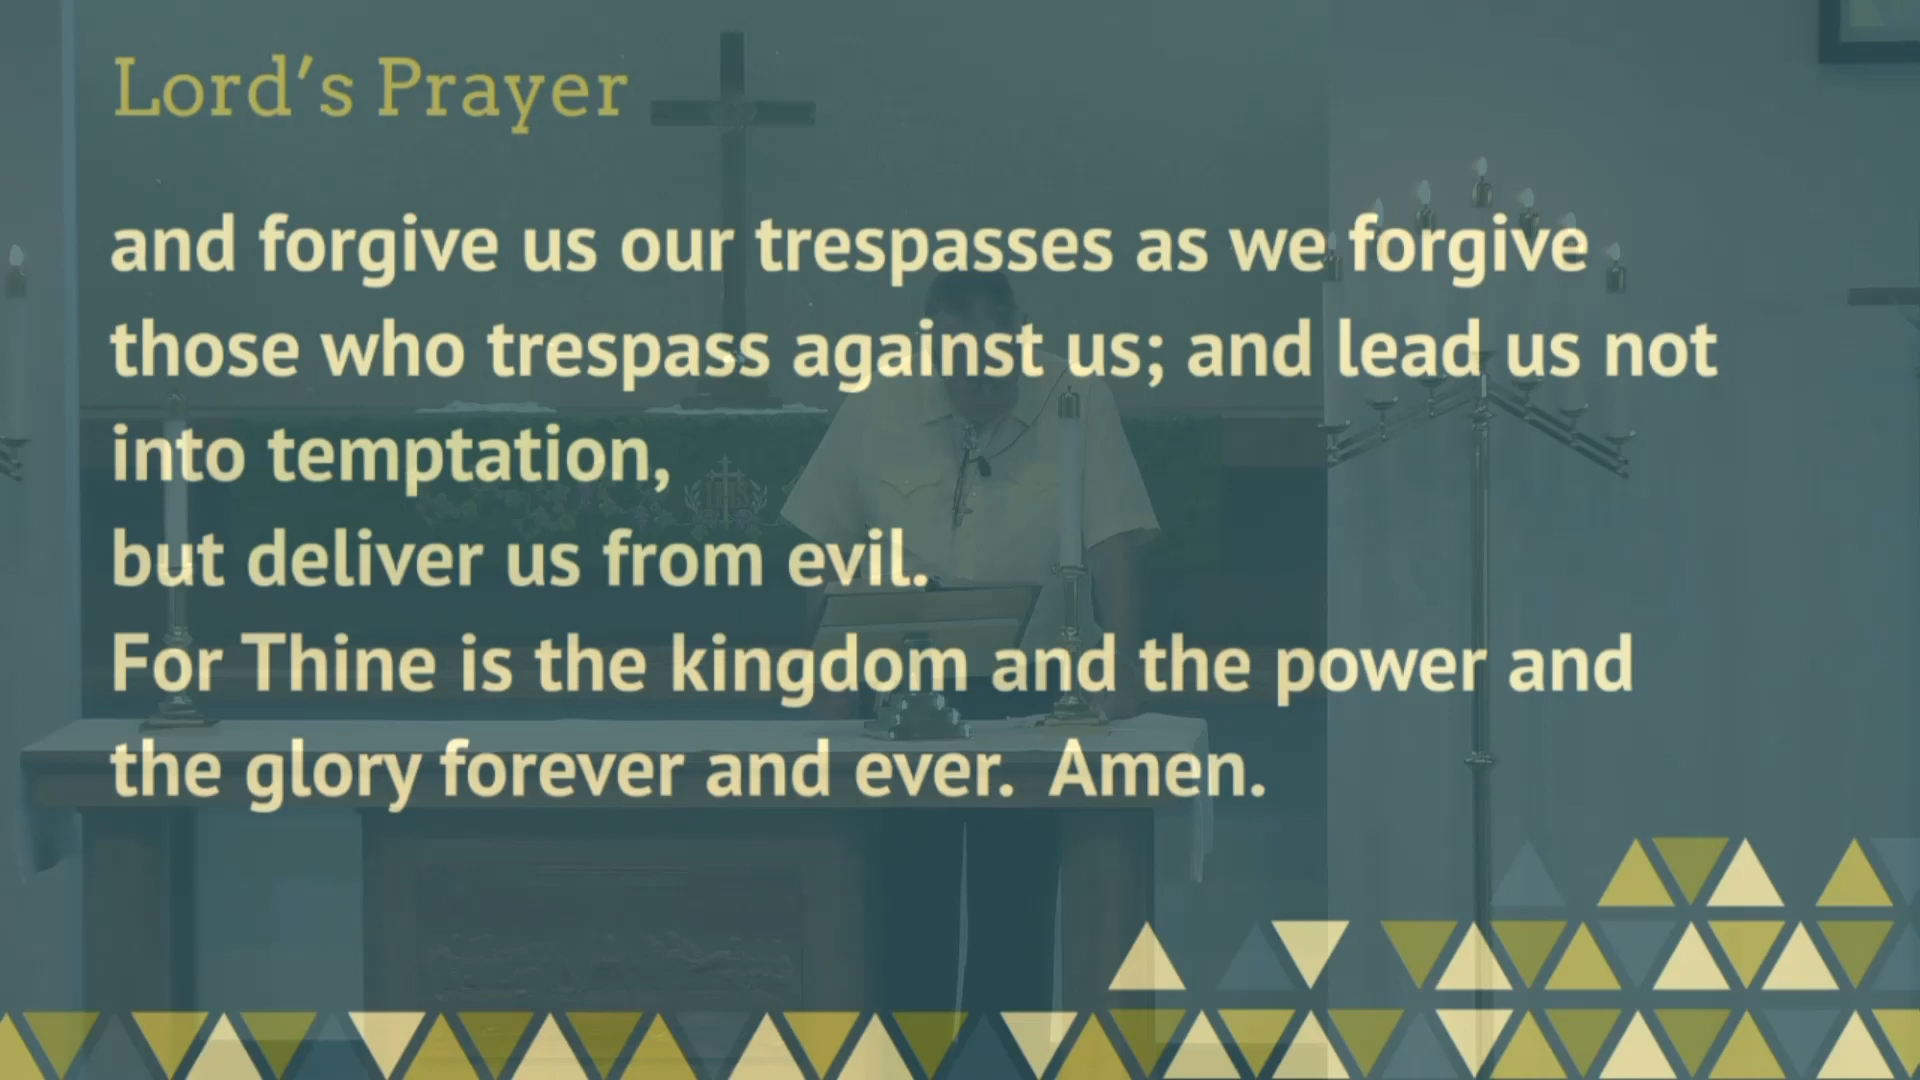 Lord's Prayer
and forgive us our trespasses as we forgive
those who trespass against us; and lead us not
into temptation,
but deliver us from evil.
For Thine is the kingdom and the power and
the glory forever and ever.  Amen.
IHS